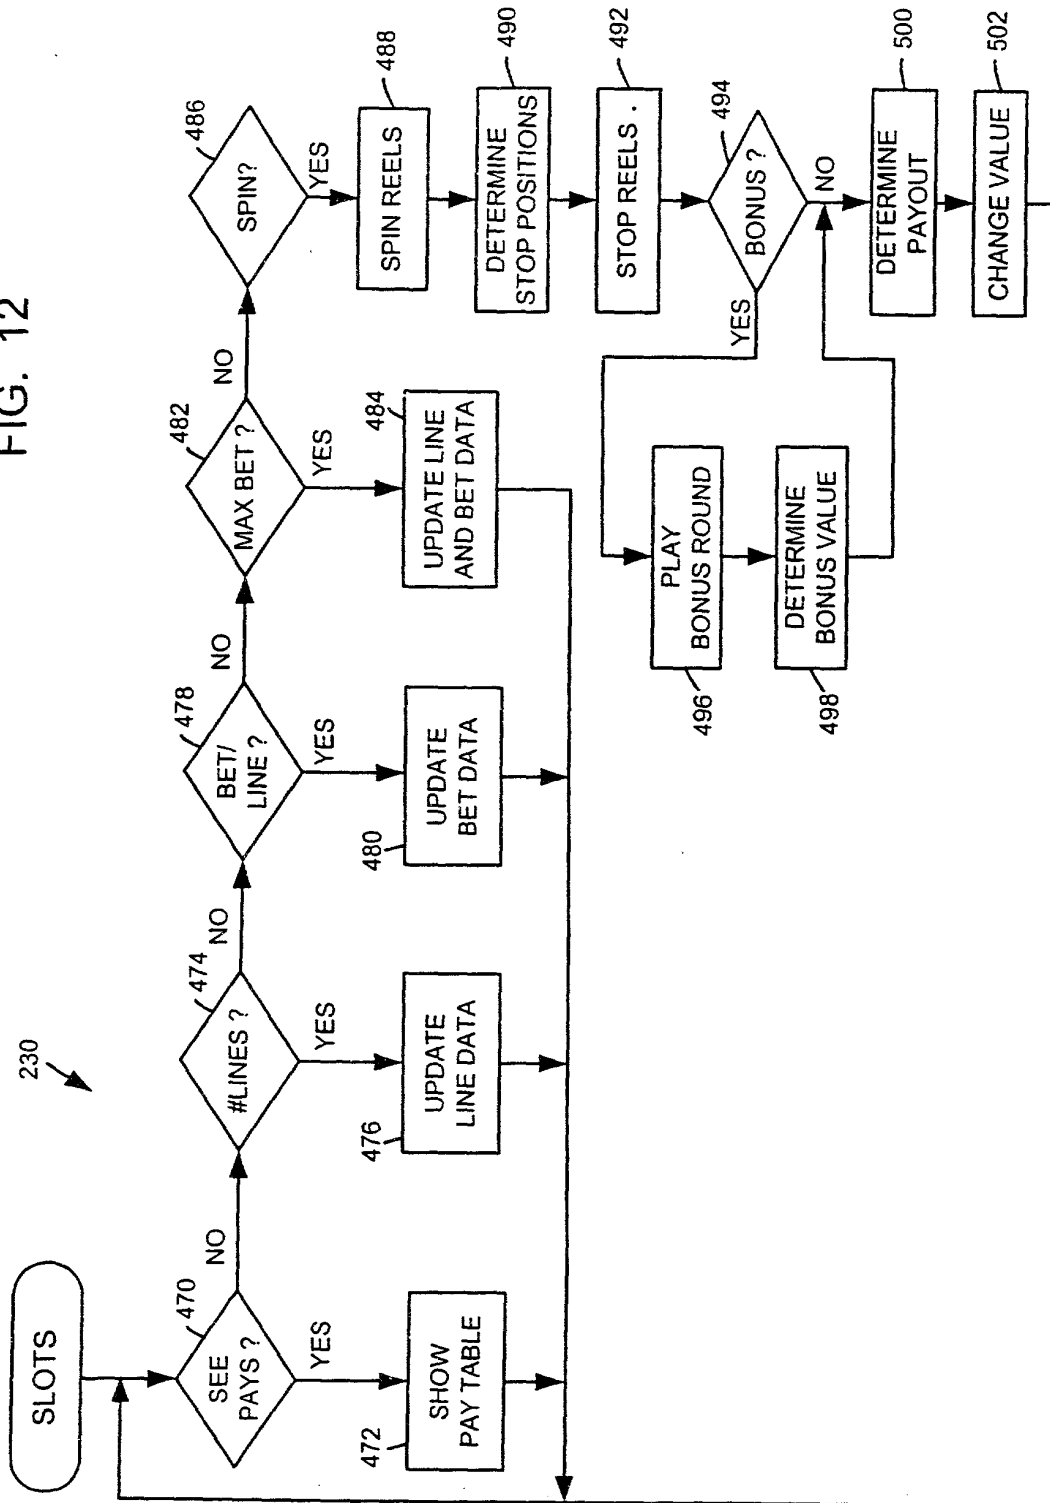 FIG. 12
230
SLOTS
470
SEE
PAYS ?
NO
YES
472
SHOW
PAY TABLE
474
#LINES ?
NO
YES
476
UPDATE
LINE DATA
478
BET/
LINE ?
NO
YES
480
UPDATE
BET DATA
482
MAX BET ?
NO
YES
484
UPDATE LINE
AND BET DATA
486
SPIN?
YES
488
SPIN REELS
490
DETERMINE
STOP POSITIONS
492
STOP REELS .
494
BONUS ?
YES
NO
496
PLAY
BONUS ROUND
498
DETERMINE
BONUS VALUE
500
DETERMINE
PAYOUT
502
CHANGE VALUE